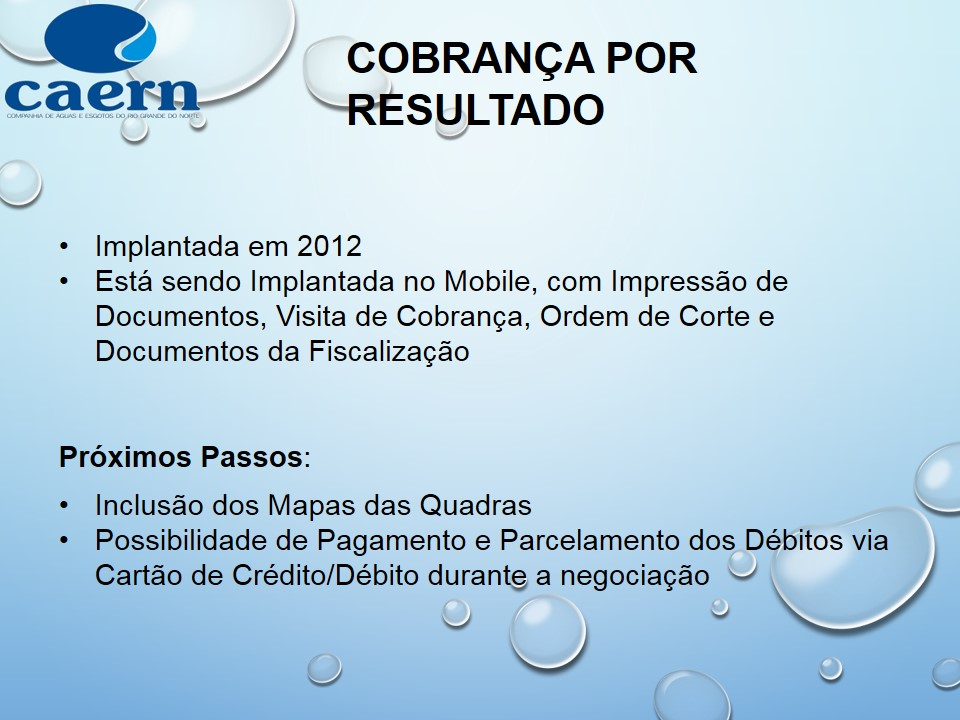 caern
COMPANHIA DE ÁGUAS E ESGOTOS DO RIO GRANDE DO NORTE
COBRANÇA POR
RESULTADO
• Implantada em 2012
• Está sendo Implantada no Mobile, com Impressão de
Documentos, Visita de Cobrança, Ordem de Corte e
Documentos da Fiscalização
Próximos Passos:
• Inclusão dos Mapas das Quadras
• Possibilidade de Pagamento e Parcelamento dos Débitos via
Cartão de Crédito/Débito durante a negociação